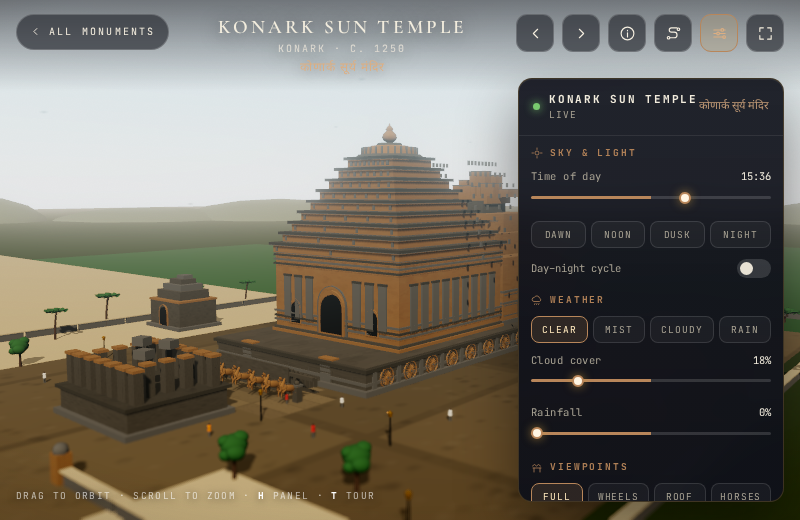 ALL MONUMENTS
KONARK SUN TEMPLE
KONARK · C. 1250
कोणार्क सूर्य मंदिर
KONARK SUN TEMPLE
कोणार्क सूर्य मंदिर
LIVE
SKY & LIGHT
Time of day 15:36
DAWN NOON DUSK NIGHT
Day-night cycle
WEATHER
CLEAR MIST CLOUDY RAIN
Cloud cover 18%
Rainfall 0%
VIEWPOINTS
FULL WHEELS ROOF HORSES
DRAG TO ORBIT · SCROLL TO ZOOM · H PANEL · T TOUR